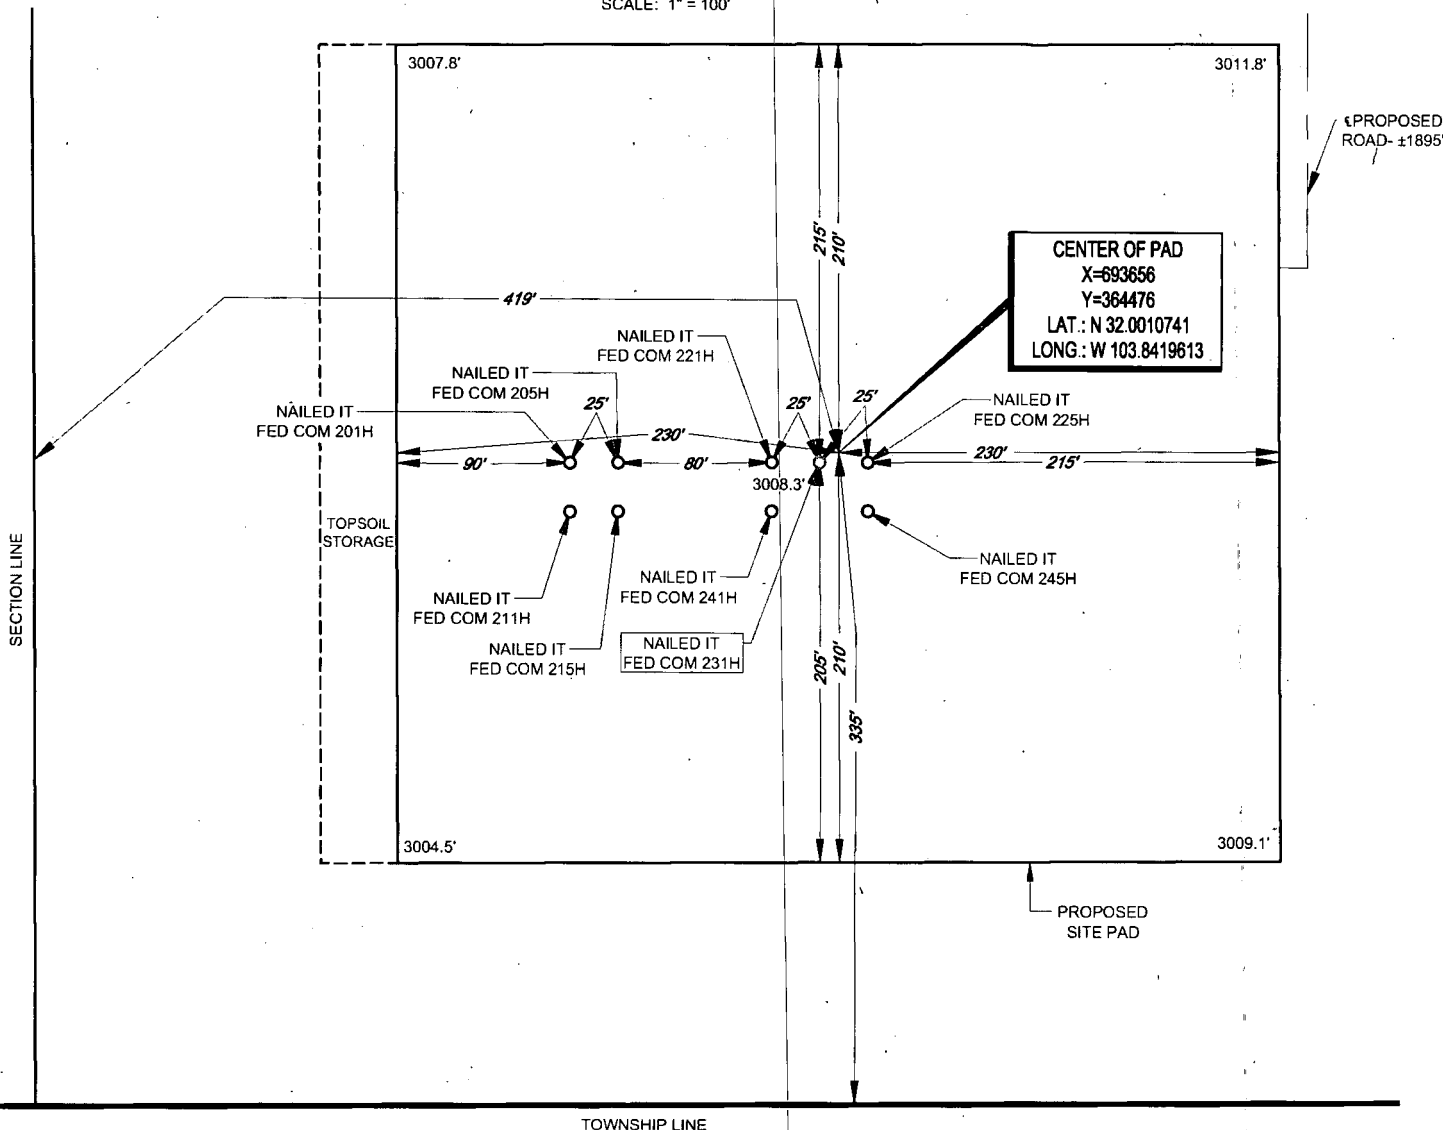 SCALE: 1" = 100'
3007.8'
3011.8'
℄PROPOSED
ROAD- ±1895'
215'
210'
CENTER OF PAD
X=693656
Y=364476
LAT.: N 32.0010741
LONG.: W 103.8419613
419'
NAILED IT
FED COM 221H
NAILED IT
FED COM 205H
NAILED IT
FED COM 201H
25'
25'
25'
NAILED IT
FED COM 225H
230'
230'
90'
80'
215'
3008.3'
TOPSOIL
STORAGE
SECTION LINE
NAILED IT
FED COM 245H
NAILED IT
FED COM 241H
NAILED IT
FED COM 211H
NAILED IT
FED COM 215H
NAILED IT
FED COM 231H
205'
210'
335'
3004.5'
3009.1'
PROPOSED
SITE PAD
TOWNSHIP LINE